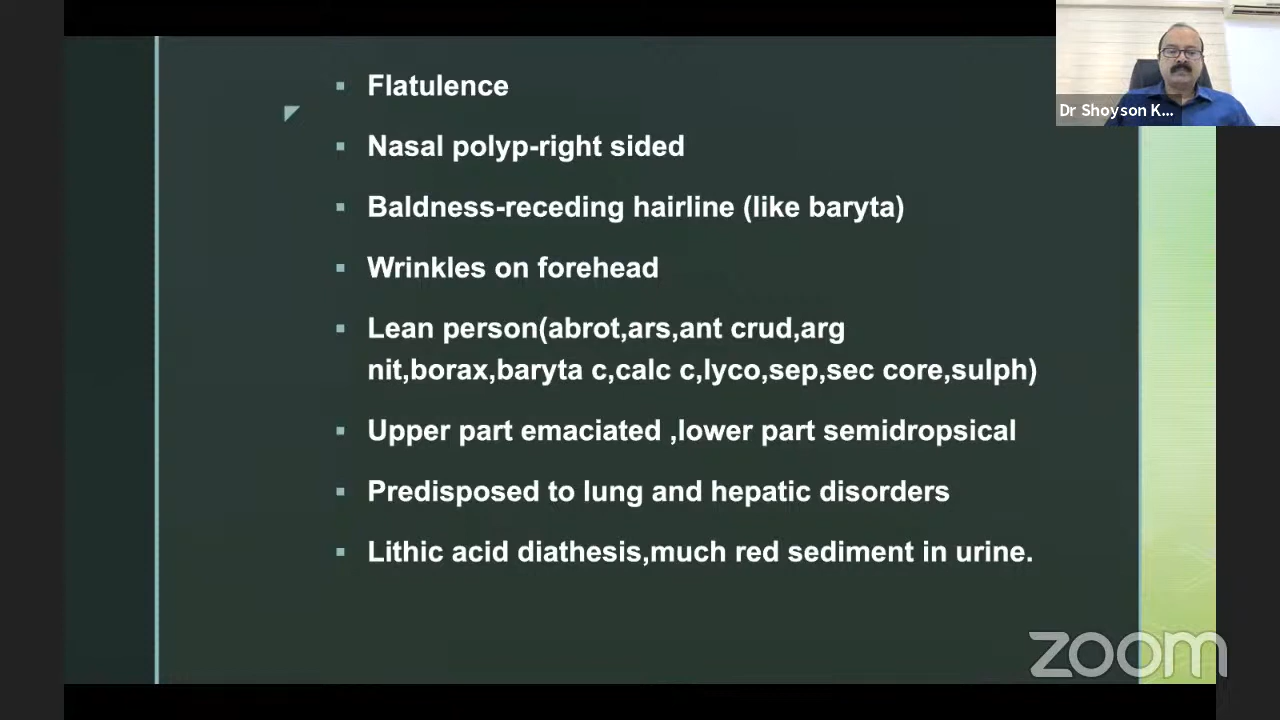 Flatulence
Nasal polyp-right sided
Baldness-receding hairline (like baryta)
Wrinkles on forehead
Lean person(abrot,ars,ant crud,arg
nit,borax,baryta c,calc c,lyco,sep,sec core,sulph)
Upper part emaciated ,lower part semidropsical
Predisposed to lung and hepatic disorders
Lithic acid diathesis,much red sediment in urine.
Dr Shoyson K...
zoom